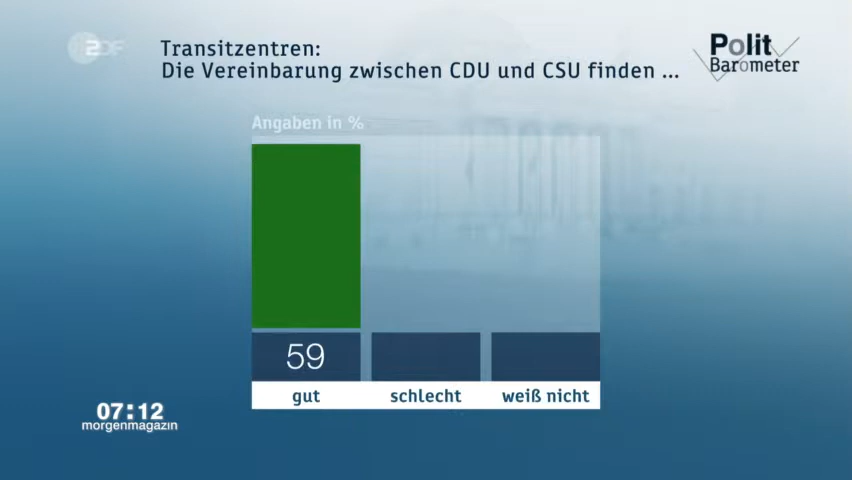 ZDF
Transitzentren:
Die Vereinbarung zwischen CDU und CSU finden ...
Polit
Barometer
Angaben in %
59
gut
schlecht
weiß nicht
07:12
morgenmagazin